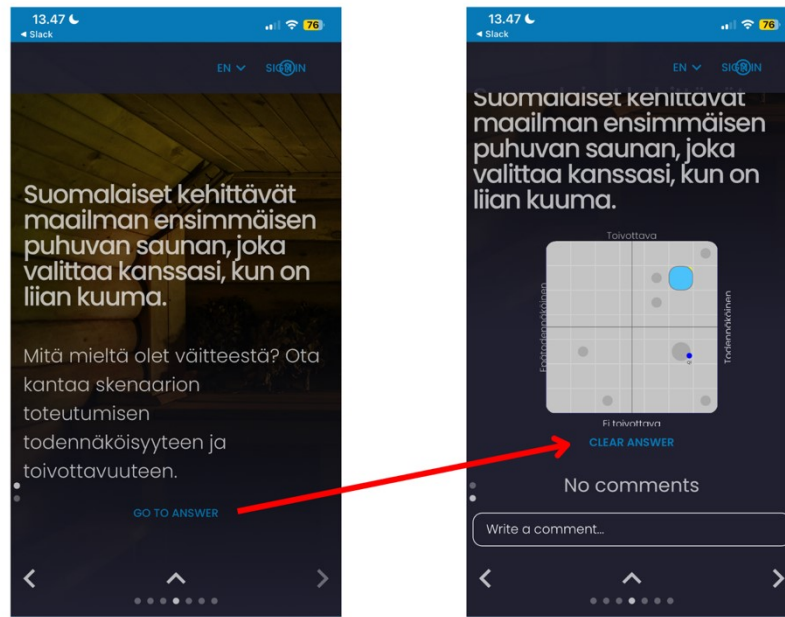 13.47
76
◀ Slack
EN
SIGN IN
Suomalaiset kehittävät
maailman ensimmäisen
puhuvan saunan, joka
valittaa kanssasi, kun on
liian kuuma.
Mitä mieltä olet väitteestä? Ota
kantaa skenaarion
toteutumisen
todennäköisyyteen ja
toivottavuuteen.
GO TO ANSWER
13.47
76
◀ Slack
EN
SIGN IN
Suomalaiset kehittävät
maailman ensimmäisen
puhuvan saunan, joka
valittaa kanssasi, kun on
liian kuuma.
Toivottava
Epätodennäköinen
Todennäköinen
Ei toivottava
CLEAR ANSWER
No comments
Write a comment...